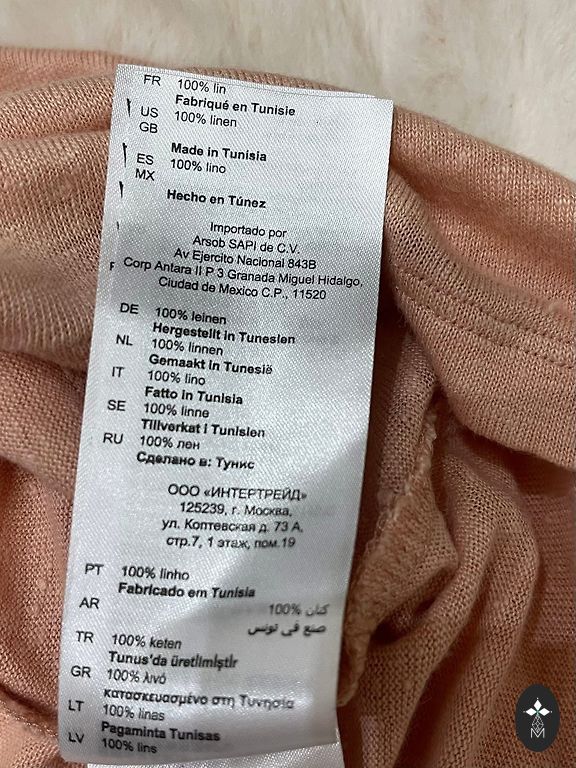 FR 100% lin
Fabriqué en Tunisie
US 100% linen
GB
Made in Tunisia
ES 100% lino
MX
Hecho en Túnez
Importado por
Arsob SAPI de C.V.
Av Ejercito Nacional 843B
Corp Antara II P 3 Granada Miguel Hidalgo,
Ciudad de Mexico C.P., 11520
DE 100% leinen
Hergestellt in Tunesien
NL 100% linnen
Gemaakt in Tunesië
IT 100% lino
Fatto in Tunisia
SE 100% linne
Tillverkat i Tunisien
RU 100% лен
Сделано в: Тунис
ООО «ИНТЕРТРЕЙД»
125239, г. Москва,
ул. Коптевская д. 73 А,
стр.7, 1 этаж, пом.19
PT 100% linho
Fabricado em Tunisia
AR كتان %100
صنع في تونس
TR 100% keten
Tunus'da üretilmiştir
GR 100% λινό
κατασκευασμένο στη Τυνησία
LT 100% linas
Pagaminta Tunisas
LV 100% lins
M